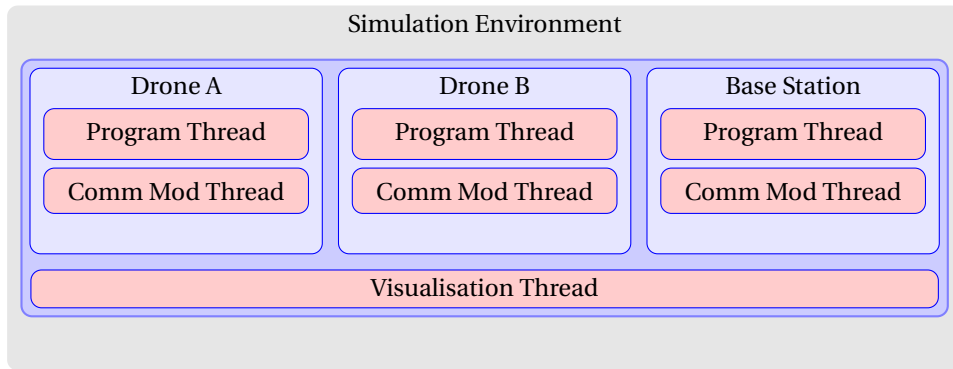 Simulation Environment
Drone A
Program Thread
Comm Mod Thread
Drone B
Program Thread
Comm Mod Thread
Base Station
Program Thread
Comm Mod Thread
Visualisation Thread